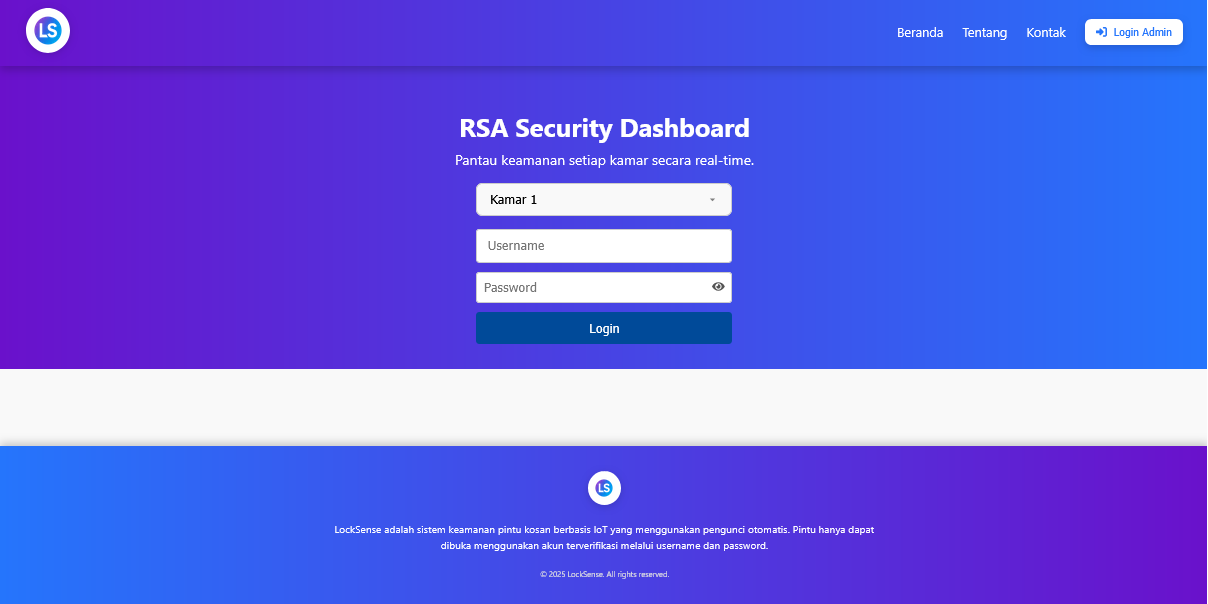 LS
Beranda Tentang Kontak Login Admin
RSA Security Dashboard
Pantau keamanan setiap kamar secara real-time.
Kamar 1
Username
Password
Login
LS
LockSense adalah sistem keamanan pintu kosan berbasis IoT yang menggunakan pengunci otomatis. Pintu hanya dapat
dibuka menggunakan akun terverifikasi melalui username dan password.
© 2025 LockSense. All rights reserved.